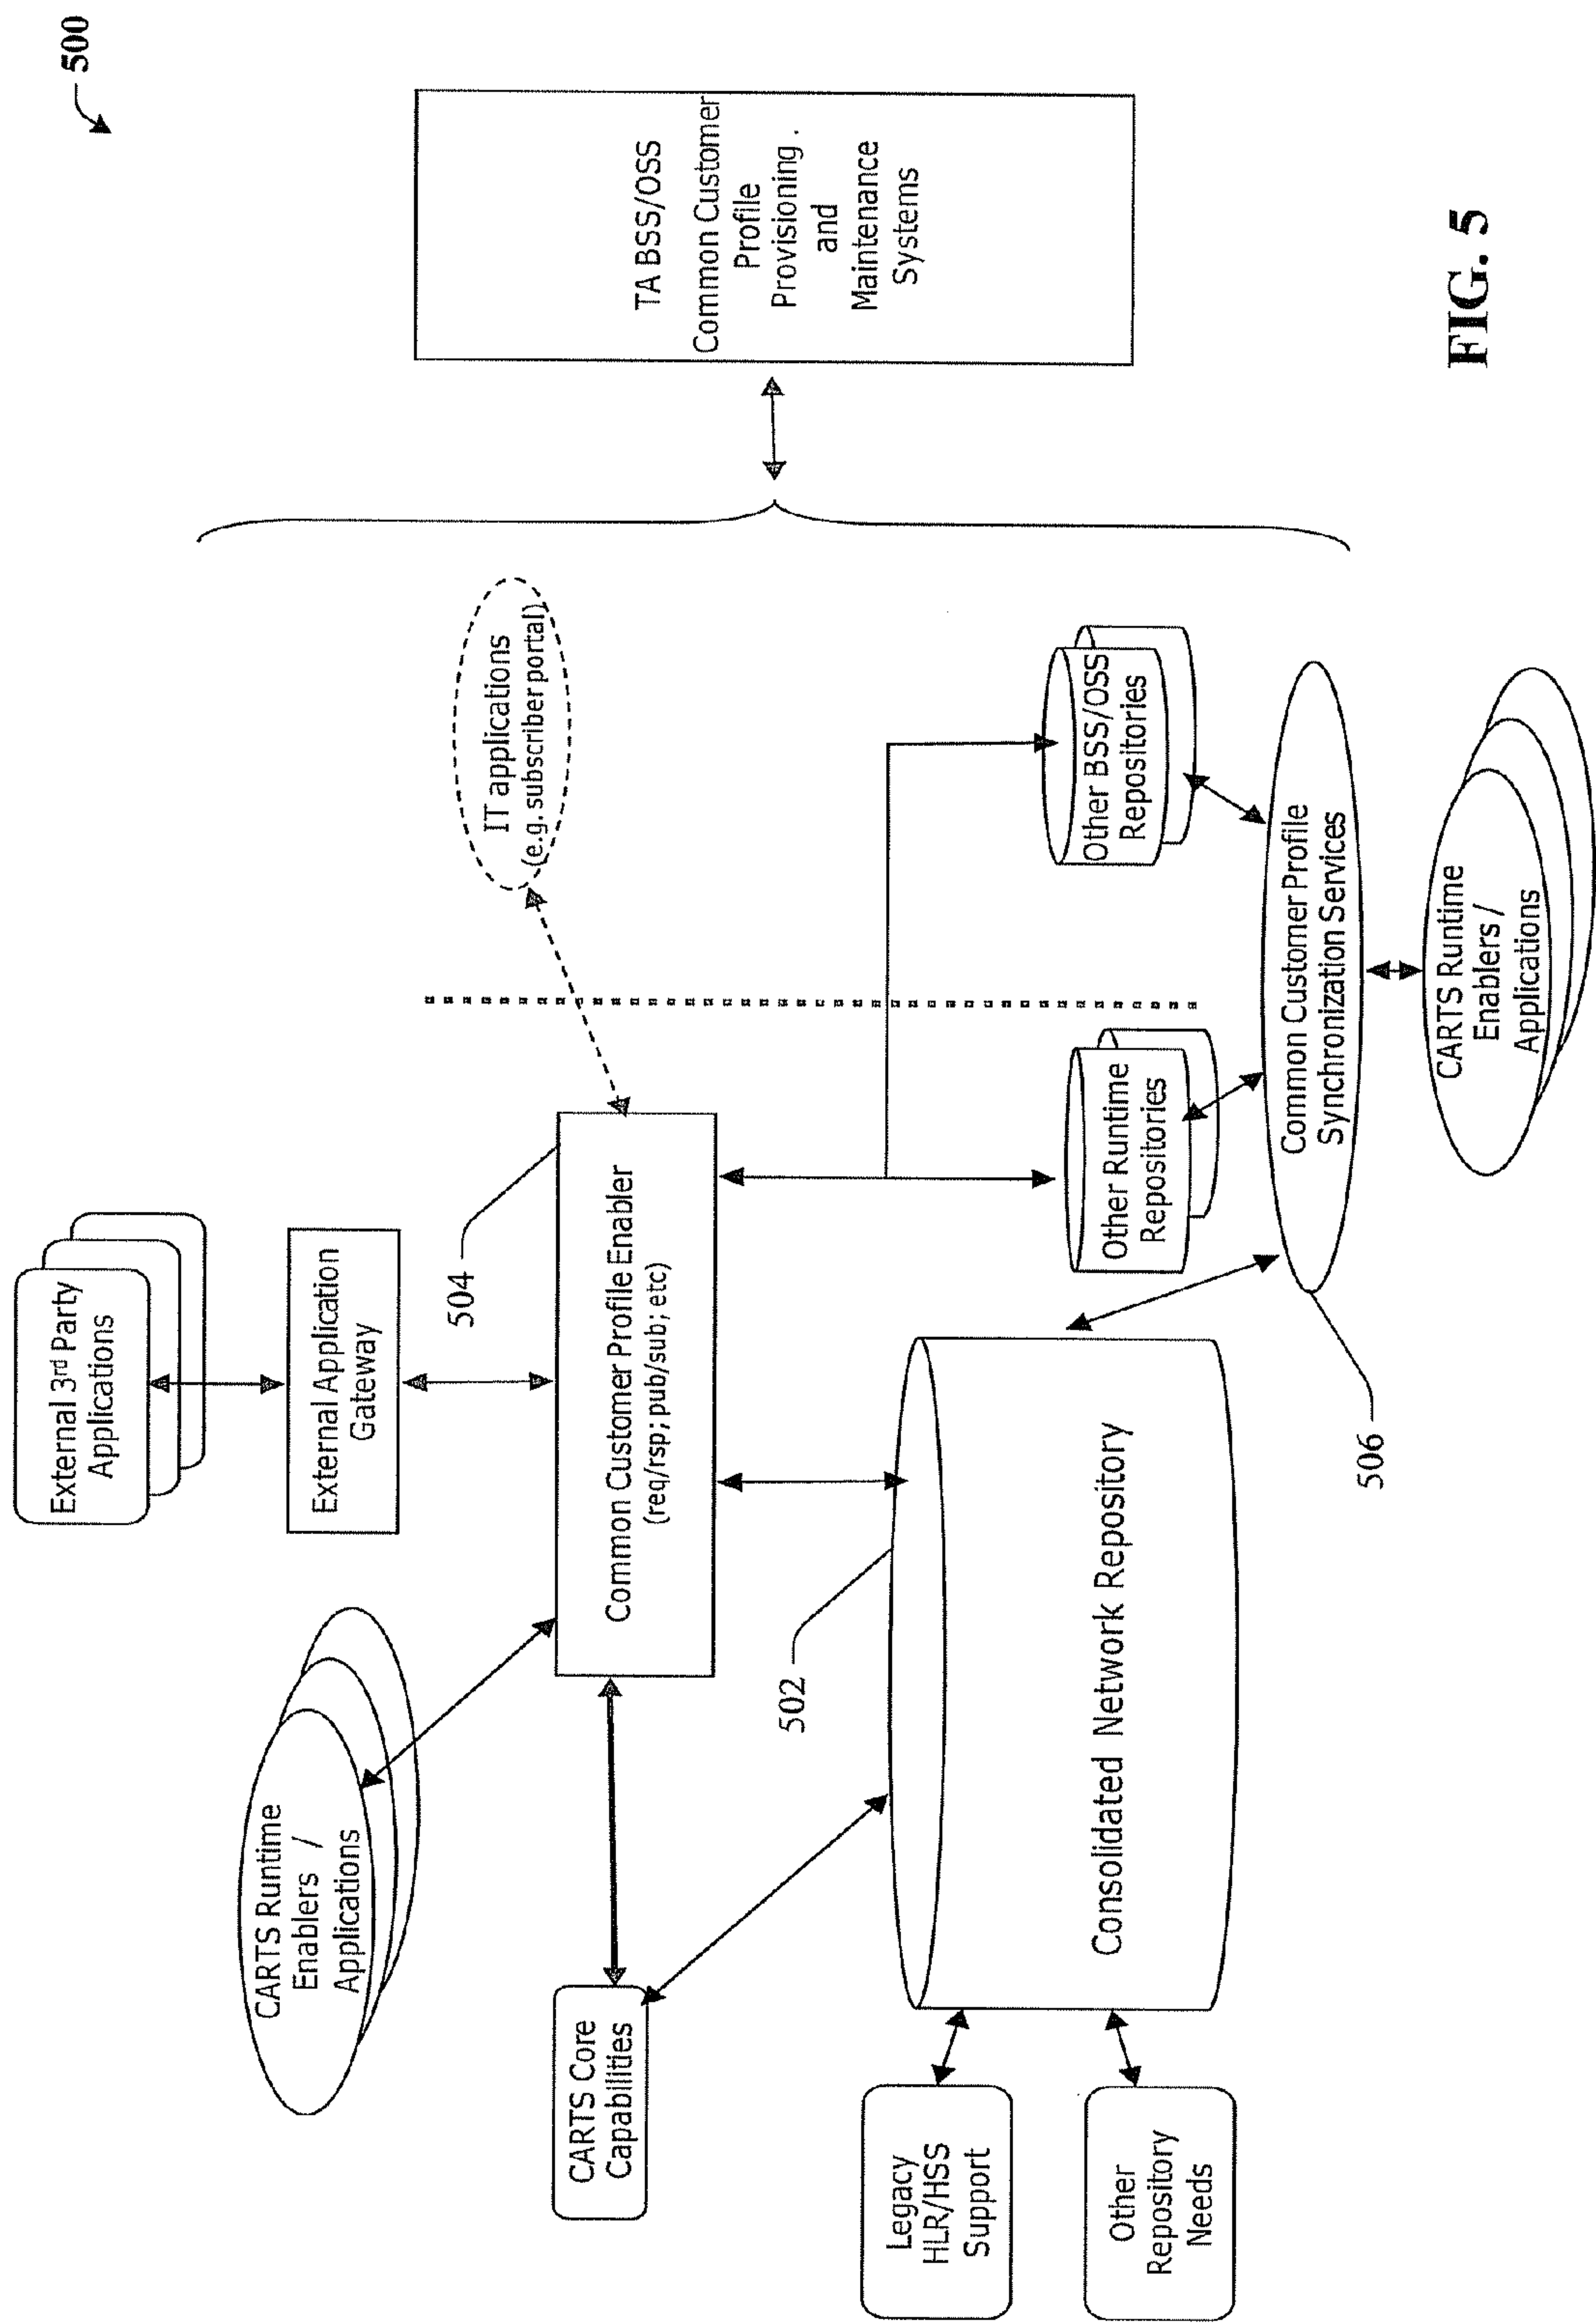 500
External 3rd Party
Applications
External Application
Gateway
CARTS Runtime
Enablers /
Applications
504
IT applications
(e.g. subscriber portal)
CARTS Core
Capabilities
Common Customer Profile Enabler
(req/rsp; pub/sub; etc)
TA BSS/OSS
Common Customer
Profile
Provisioning .
and
Maintenance
Systems
502
Legacy
HLR/HSS
Support
Other
Repository
Needs
Consolidated Network Repository
Other Runtime
Repositories
Other BSS/OSS
Repositories
Common Customer Profile
Synchronization Services
506
CARTS Runtime
Enablers /
Applications
FIG. 5